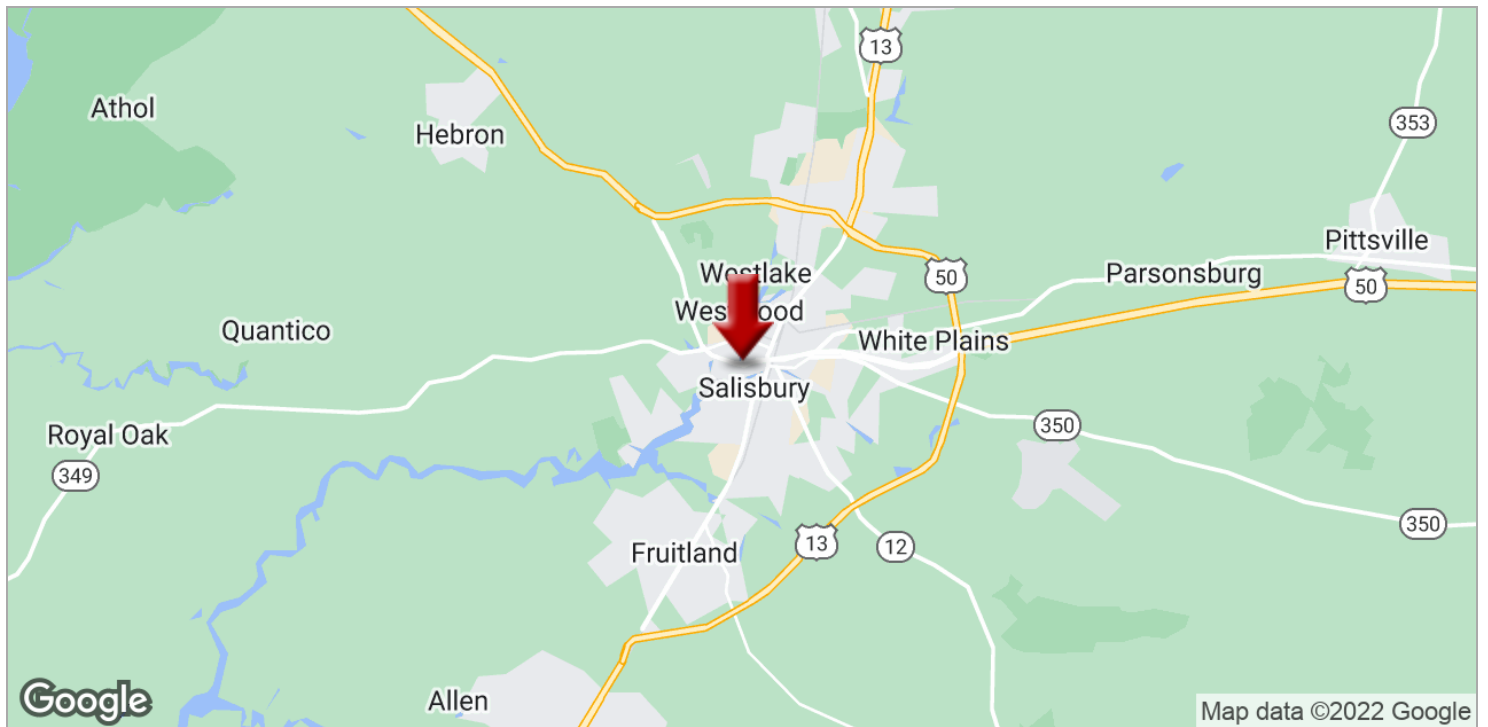 13
Athol
353
Hebron
Pittsville
Westlake
50
Parsonsburg
50
Westwood
Quantico
White Plains
Salisbury
350
Royal Oak
349
350
13
12
Fruitland
Allen
Google
Map data ©2022 Google